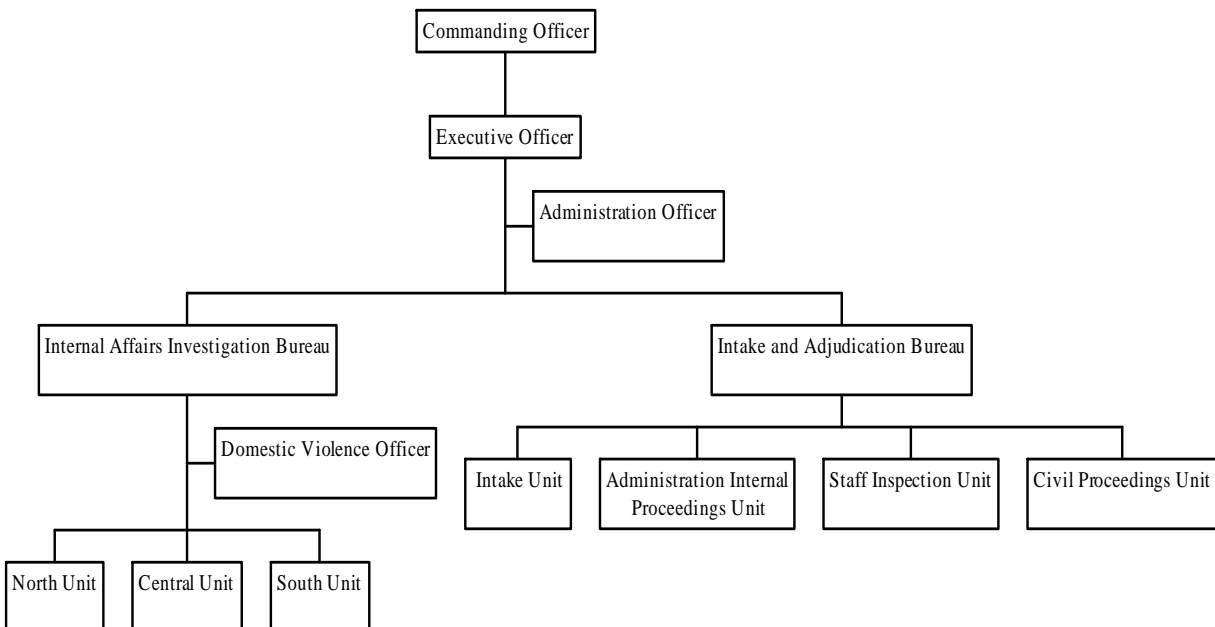 Commanding Officer
Executive Officer
Administration Officer
Internal Affairs Investigation Bureau
Intake and Adjudication Bureau
Domestic Violence Officer
Intake Unit
Administration Internal
Proceedings Unit
Staff Inspection Unit
Civil Proceedings Unit
North Unit
Central Unit
South Unit